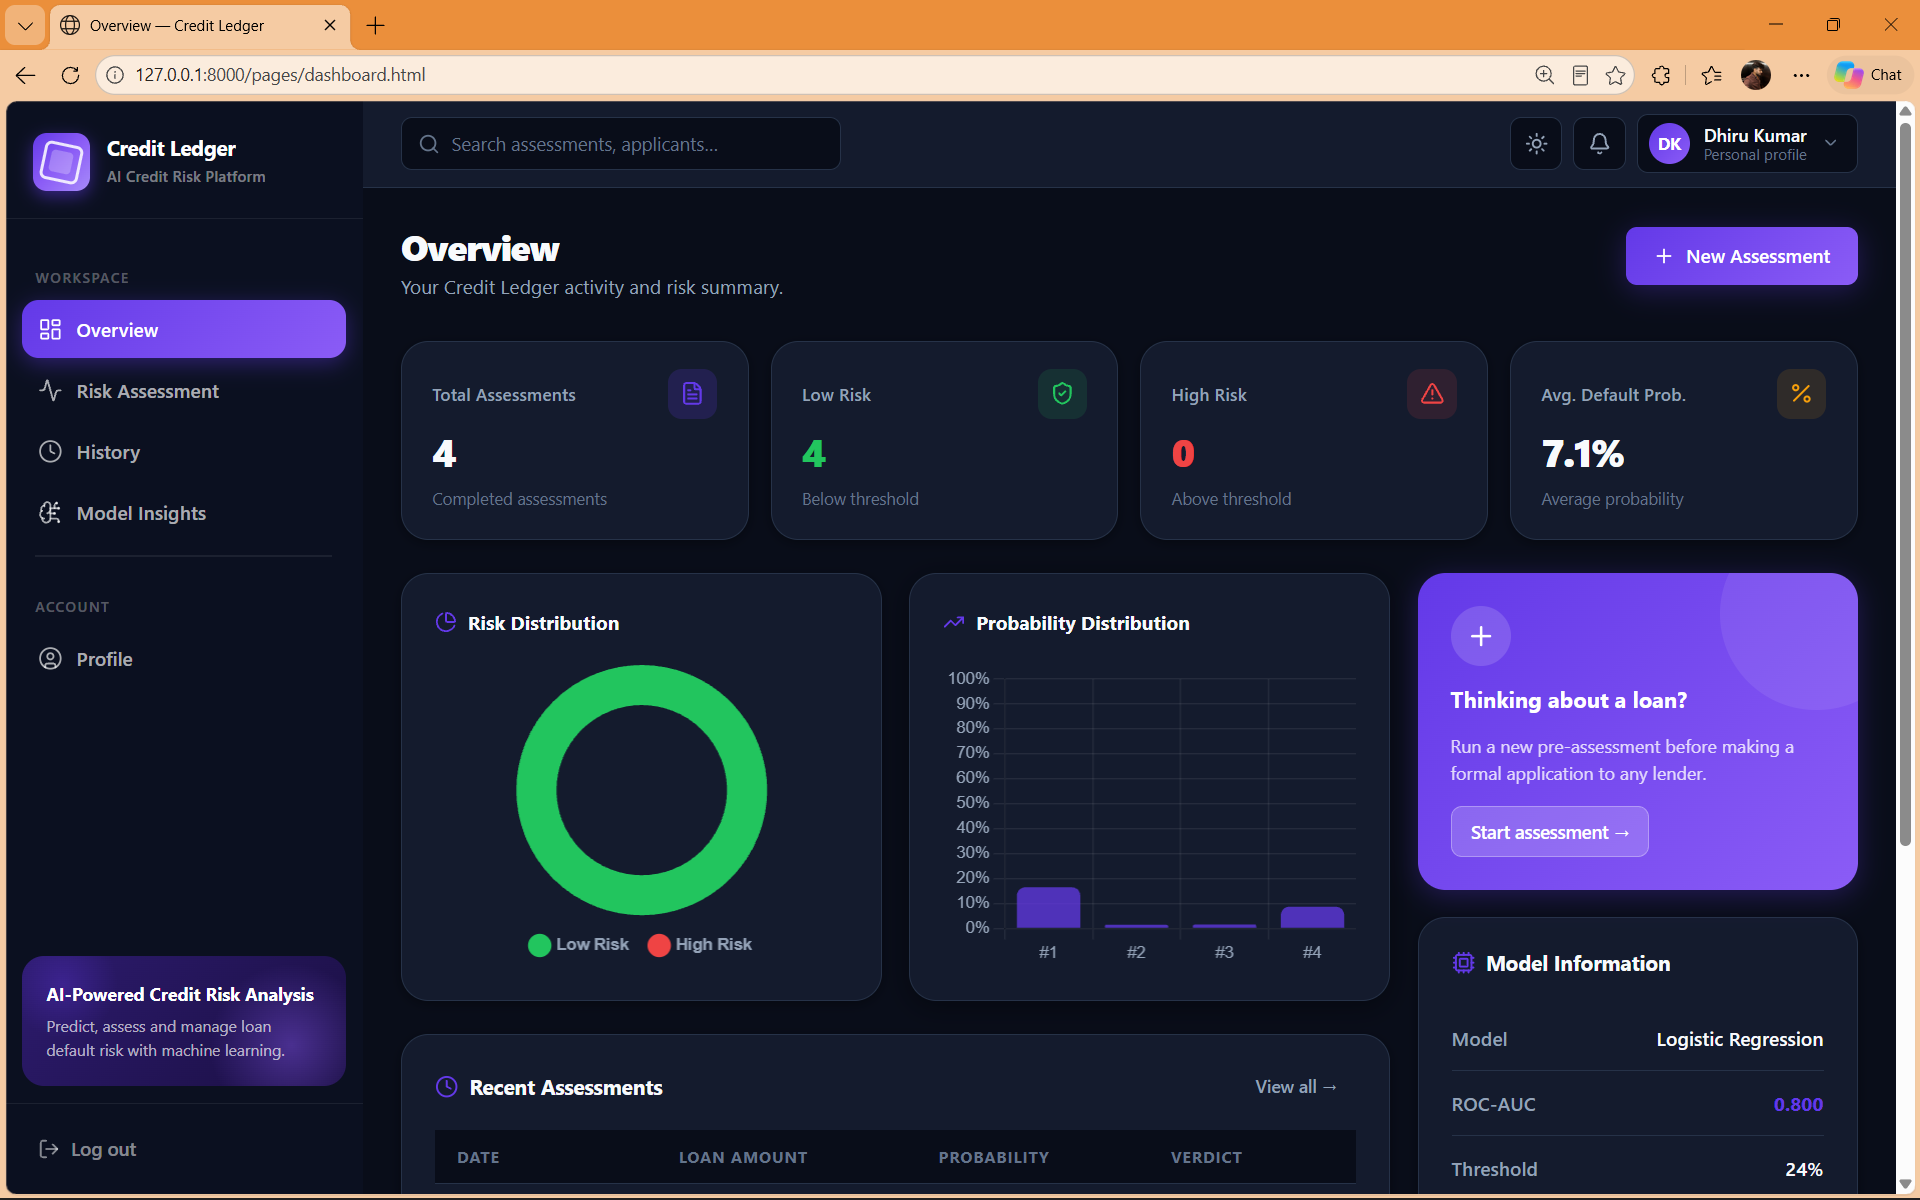 Overview — Credit Ledger
127.0.0.1:8000/pages/dashboard.html
Chat
Credit Ledger
AI Credit Risk Platform
Search assessments, applicants...
DK
Dhiru Kumar
Personal profile
WORKSPACE
Overview
Risk Assessment
History
Model Insights
ACCOUNT
Profile
AI-Powered Credit Risk Analysis
Predict, assess and manage loan
default risk with machine learning.
Log out
Overview
Your Credit Ledger activity and risk summary.
+ New Assessment
Total Assessments
4
Completed assessments
Low Risk
4
Below threshold
High Risk
0
Above threshold
Avg. Default Prob.
%
7.1%
Average probability
Risk Distribution
Low Risk
High Risk
Probability Distribution
100%
90%
80%
70%
60%
50%
40%
30%
20%
10%
0%
#1
#2
#3
#4
Thinking about a loan?
Run a new pre-assessment before making a
formal application to any lender.
Start assessment →
Model Information
Model
Logistic Regression
ROC-AUC
0.800
Threshold
24%
Recent Assessments
View all →
DATE
LOAN AMOUNT
PROBABILITY
VERDICT